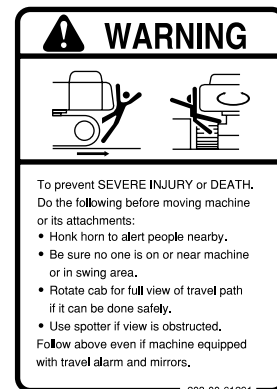 WARNING
To prevent SEVERE INJURY or DEATH.
Do the following before moving machine
or its attachments:
• Honk horn to alert people nearby.
• Be sure no one is on or near machine
or in swing area.
• Rotate cab for full view of travel path
if it can be done safely.
• Use spotter if view is obstructed.
Follow above even if machine equipped
with travel alarm and mirrors.